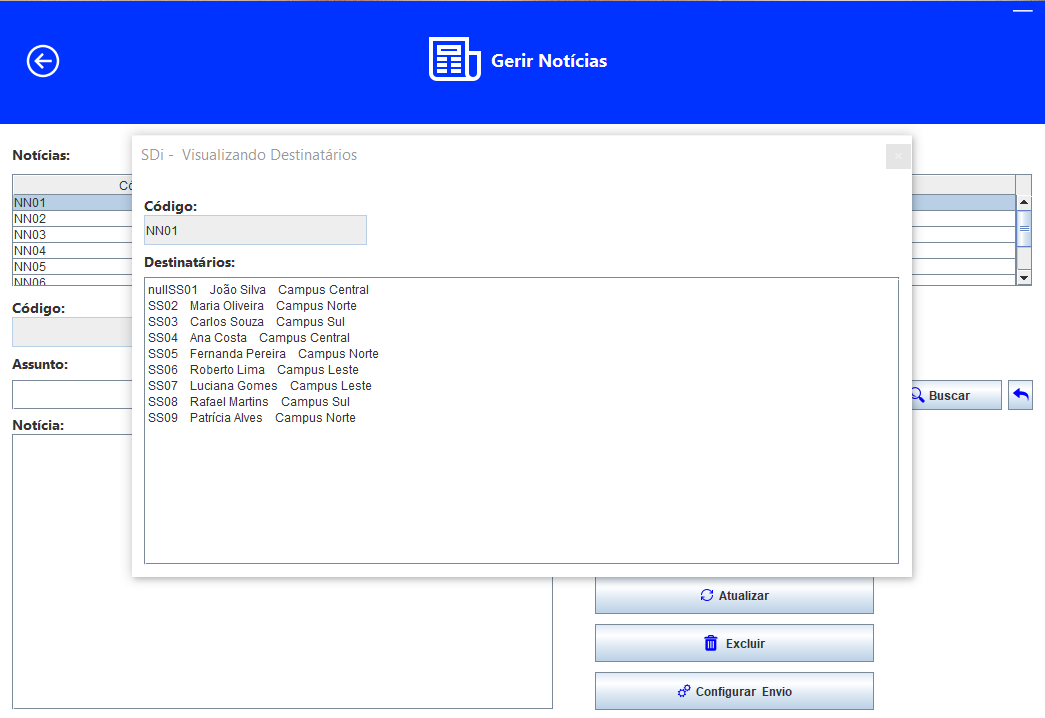 Gerir Notícias
Notícias:
Có
NN01
NN02
NN03
NN04
NN05
NN06
Código:
Assunto:
Notícia:
SDi - Visualizando Destinatários
Código:
NN01
Destinatários:
nullSS01 João Silva Campus Central
SS02 Maria Oliveira Campus Norte
SS03 Carlos Souza Campus Sul
SS04 Ana Costa Campus Central
SS05 Fernanda Pereira Campus Norte
SS06 Roberto Lima Campus Leste
SS07 Luciana Gomes Campus Leste
SS08 Rafael Martins Campus Sul
SS09 Patrícia Alves Campus Norte
Buscar
Atualizar
Excluir
Configurar Envio